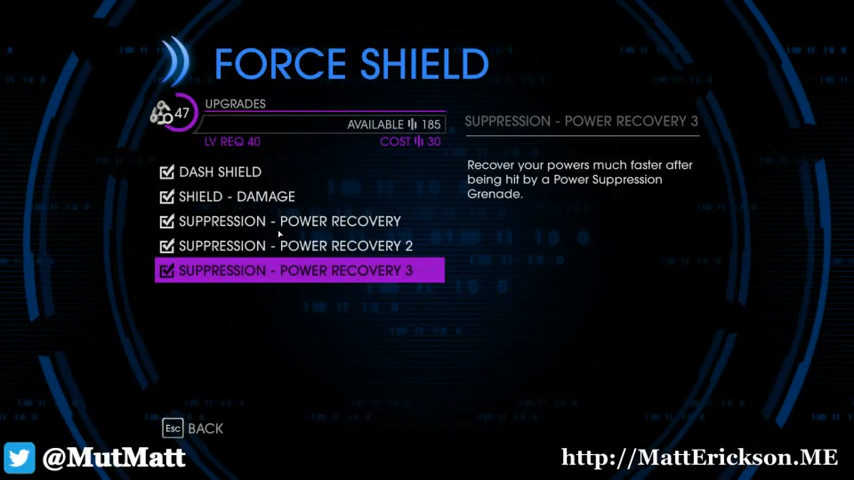 FORCE SHIELD
47
UPGRADES
AVAILABLE 185
LV REQ 40
COST 30
DASH SHIELD
SHIELD - DAMAGE
SUPPRESSION - POWER RECOVERY
SUPPRESSION - POWER RECOVERY 2
SUPPRESSION - POWER RECOVERY 3
SUPPRESSION - POWER RECOVERY 3
Recover your powers much faster after
being hit by a Power Suppression
Grenade.
Esc BACK
@MutMatt
http://MattErickson.ME